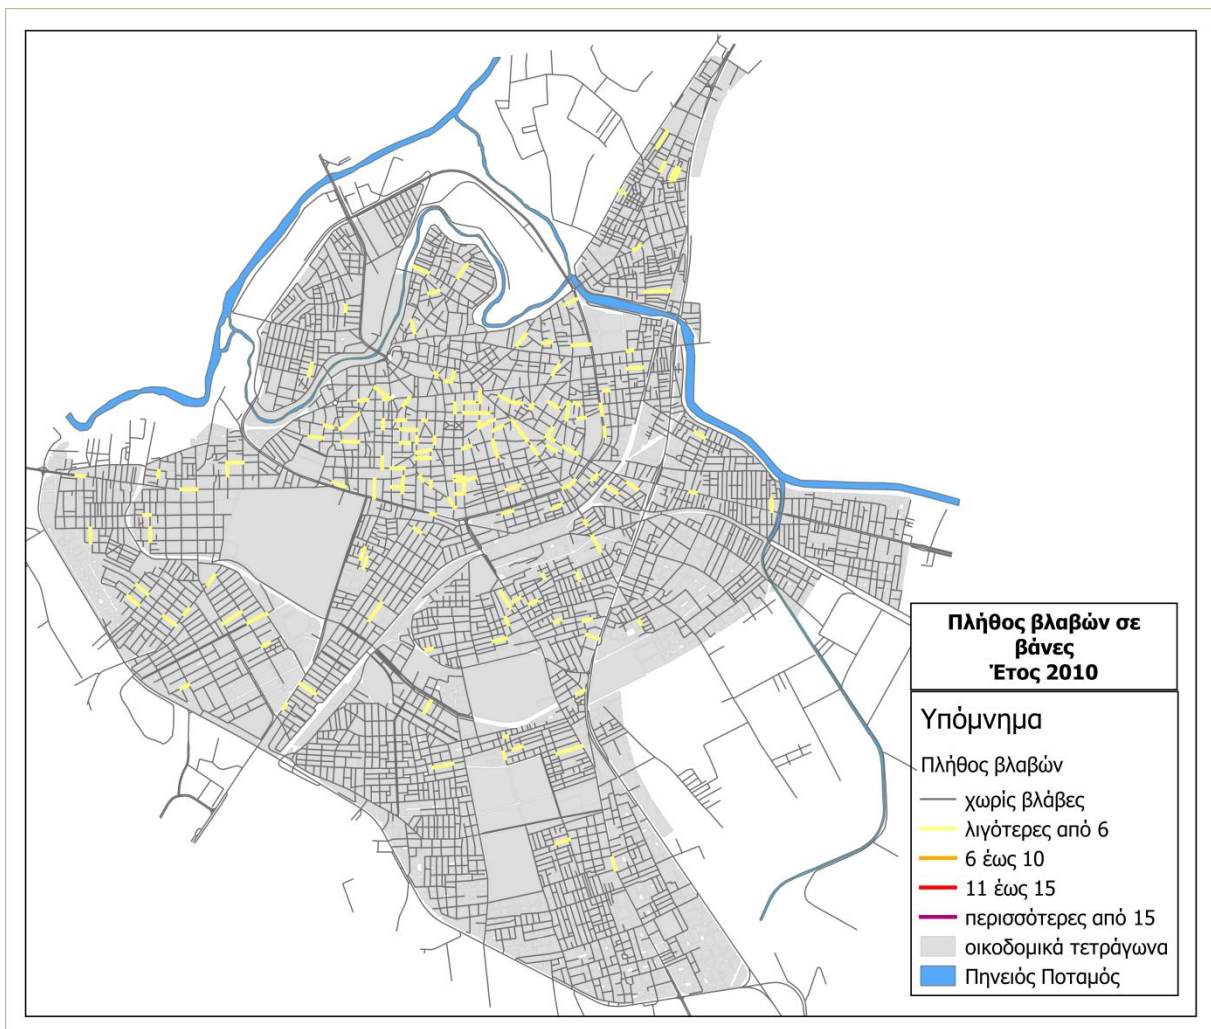 Πλήθος βλαβών σε
βάνες
Έτος 2010
Υπόμνημα
Πλήθος βλαβών
χωρίς βλάβες
λιγότερες από 6
6 έως 10
11 έως 15
περισσότερες από 15
οικοδομικά τετράγωνα
Πηνειός Ποταμός